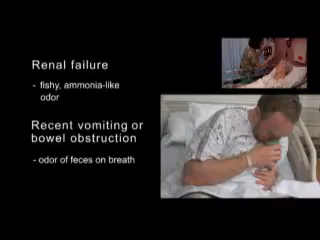 Renal failure
- fishy, ammonia-like
odor
Recent vomiting or
bowel obstruction
- odor of feces on breath